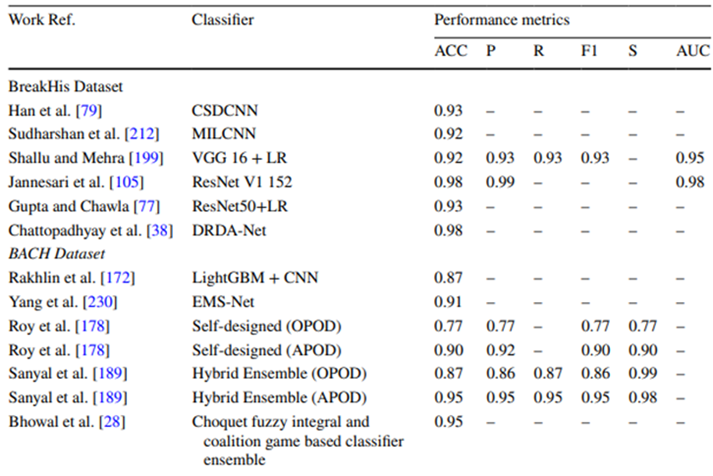 Work Ref. Classifier Performance metrics
ACC P R F1 S AUC
BreakHis Dataset
Han et al. [79] CSDCNN 0.93 – – – – –
Sudharshan et al. [212] MILCNN 0.92 – – – – –
Shallu and Mehra [199] VGG 16 + LR 0.92 0.93 0.93 0.93 – 0.95
Jannesari et al. [105] ResNet V1 152 0.98 0.99 – – – 0.98
Gupta and Chawla [77] ResNet50+LR 0.93 – – – – –
Chattopadhyay et al. [38] DRDA-Net 0.98 – – – – –
BACH Dataset
Rakhlin et al. [172] LightGBM + CNN 0.87 – – – – –
Yang et al. [230] EMS-Net 0.91 – – – – –
Roy et al. [178] Self-designed (OPOD) 0.77 0.77 – 0.77 0.77 –
Roy et al. [178] Self-designed (APOD) 0.90 0.92 – 0.90 0.90 –
Sanyal et al. [189] Hybrid Ensemble (OPOD) 0.87 0.86 0.87 0.86 0.99 –
Sanyal et al. [189] Hybrid Ensemble (APOD) 0.95 0.95 0.95 0.95 0.98 –
Bhowal et al. [28] Choquet fuzzy integral and 0.95 – – – – –
coalition game based classifier
ensemble